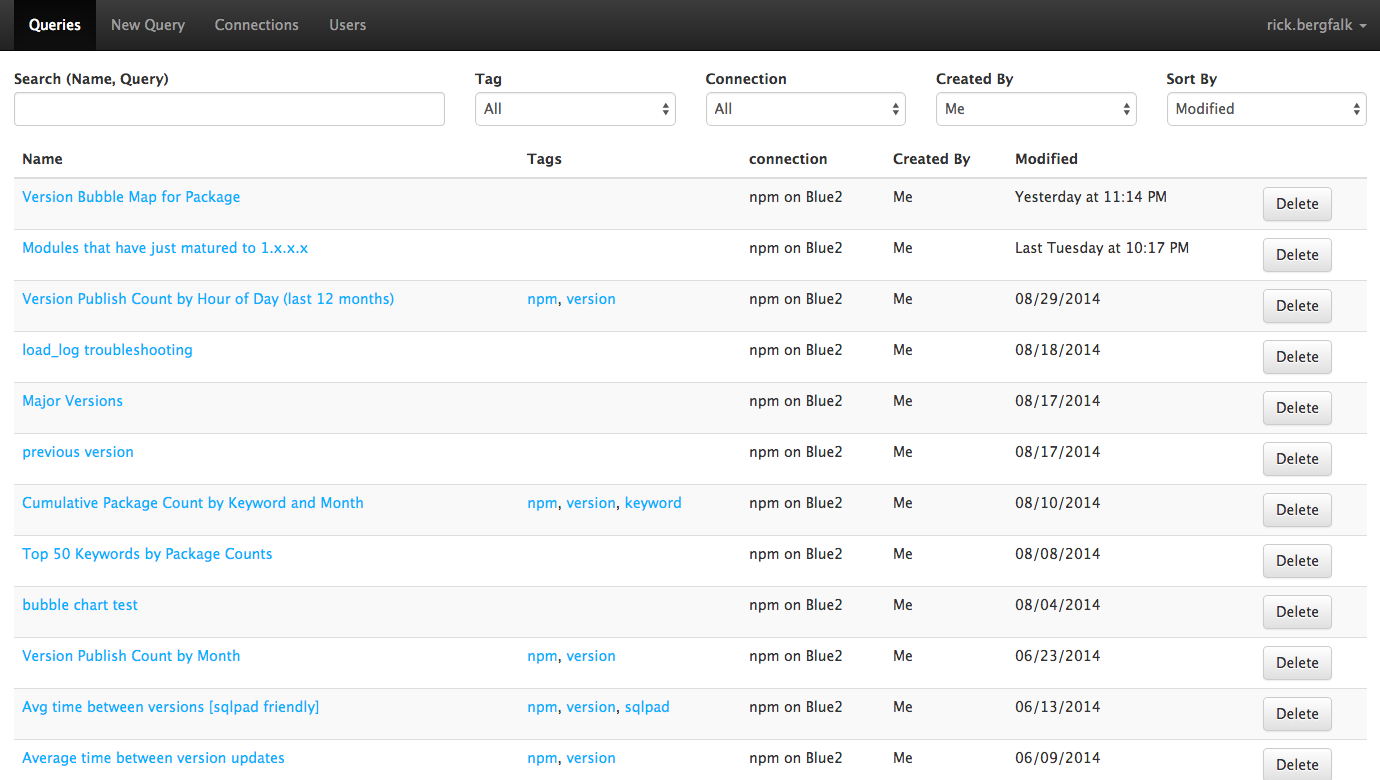 Queries New Query Connections Users rick.bergfalk
Search (Name, Query) Tag Connection Created By Sort By
All All Me Modified
Name Tags connection Created By Modified
Version Bubble Map for Package npm on Blue2 Me Yesterday at 11:14 PM Delete
Modules that have just matured to 1.x.x.x npm on Blue2 Me Last Tuesday at 10:17 PM Delete
Version Publish Count by Hour of Day (last 12 months) npm, version npm on Blue2 Me 08/29/2014 Delete
load_log troubleshooting npm on Blue2 Me 08/18/2014 Delete
Major Versions npm on Blue2 Me 08/17/2014 Delete
previous version npm on Blue2 Me 08/17/2014 Delete
Cumulative Package Count by Keyword and Month npm, version, keyword npm on Blue2 Me 08/10/2014 Delete
Top 50 Keywords by Package Counts npm on Blue2 Me 08/08/2014 Delete
bubble chart test npm on Blue2 Me 08/04/2014 Delete
Version Publish Count by Month npm, version npm on Blue2 Me 06/23/2014 Delete
Avg time between versions [sqlpad friendly] npm, version, sqlpad npm on Blue2 Me 06/13/2014 Delete
Average time between version updates npm, version npm on Blue2 Me 06/09/2014 Delete